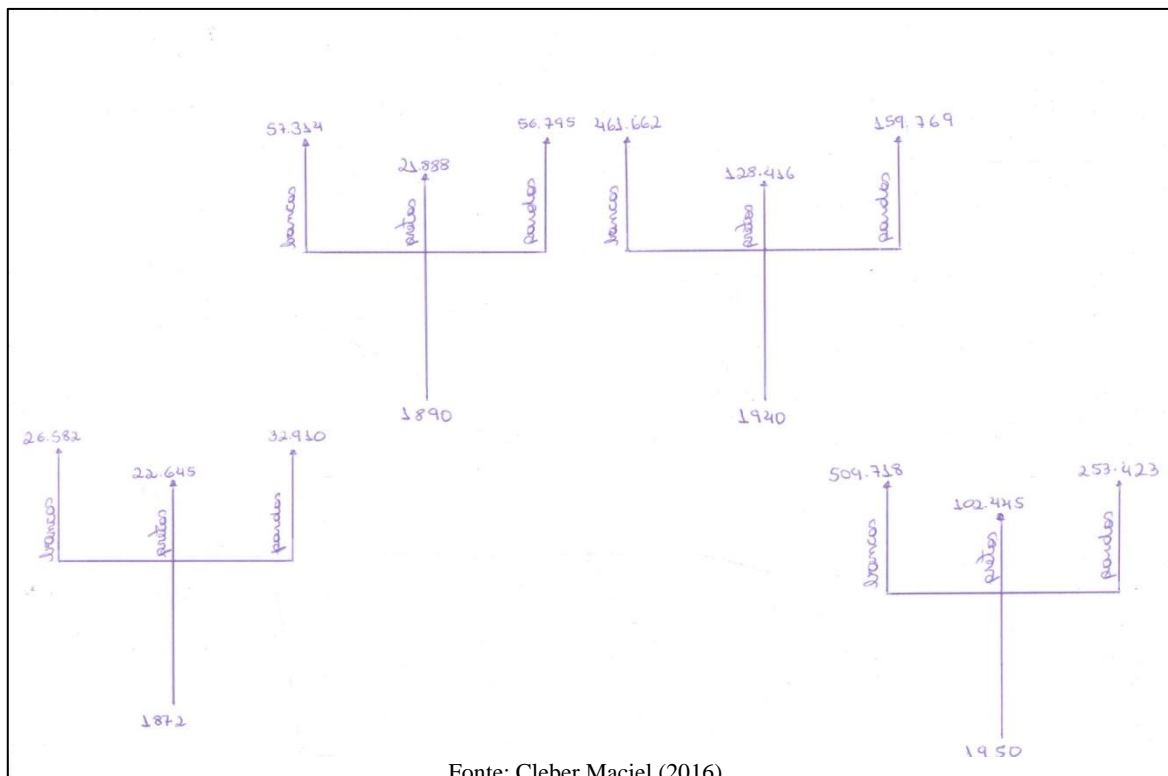 57.314
21.888
56.795
brancos
pretos
pardos
1890
461.662
128.416
159.769
brancos
pretos
pardos
1940
26.582
22.645
32.910
brancos
pretos
pardos
1872
509.718
102.445
253.423
brancos
pretos
pardos
1950
Fonte: Cleber Maciel (2016)